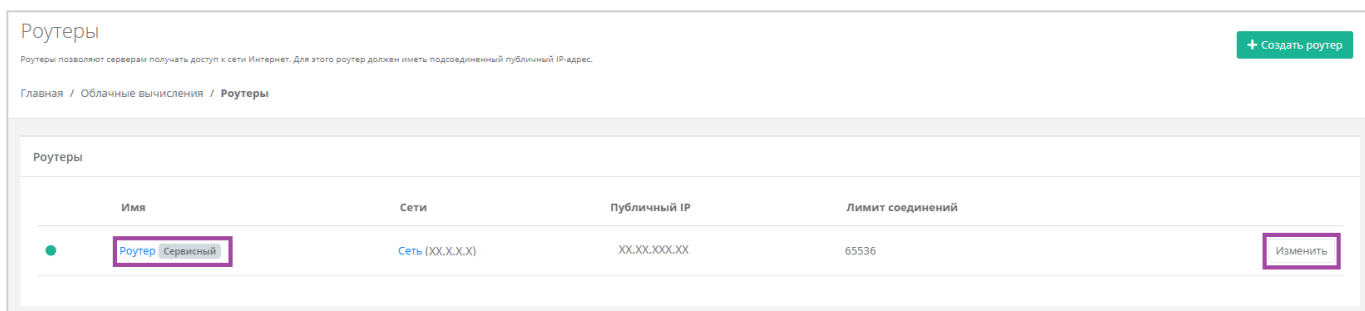 Роутеры
+ Создать роутер
Роутеры позволяют серверам получать доступ к сети Интернет. Для этого роутер должен иметь подсоединенный публичный IP-адрес.
Главная / Облачные вычисления / Роутеры
Роутеры
Имя Сети Публичный IP Лимит соединений
Роутер Сервисный Сеть (XX.X.X.X) XX.XX.XXX.XX 65536 Изменить